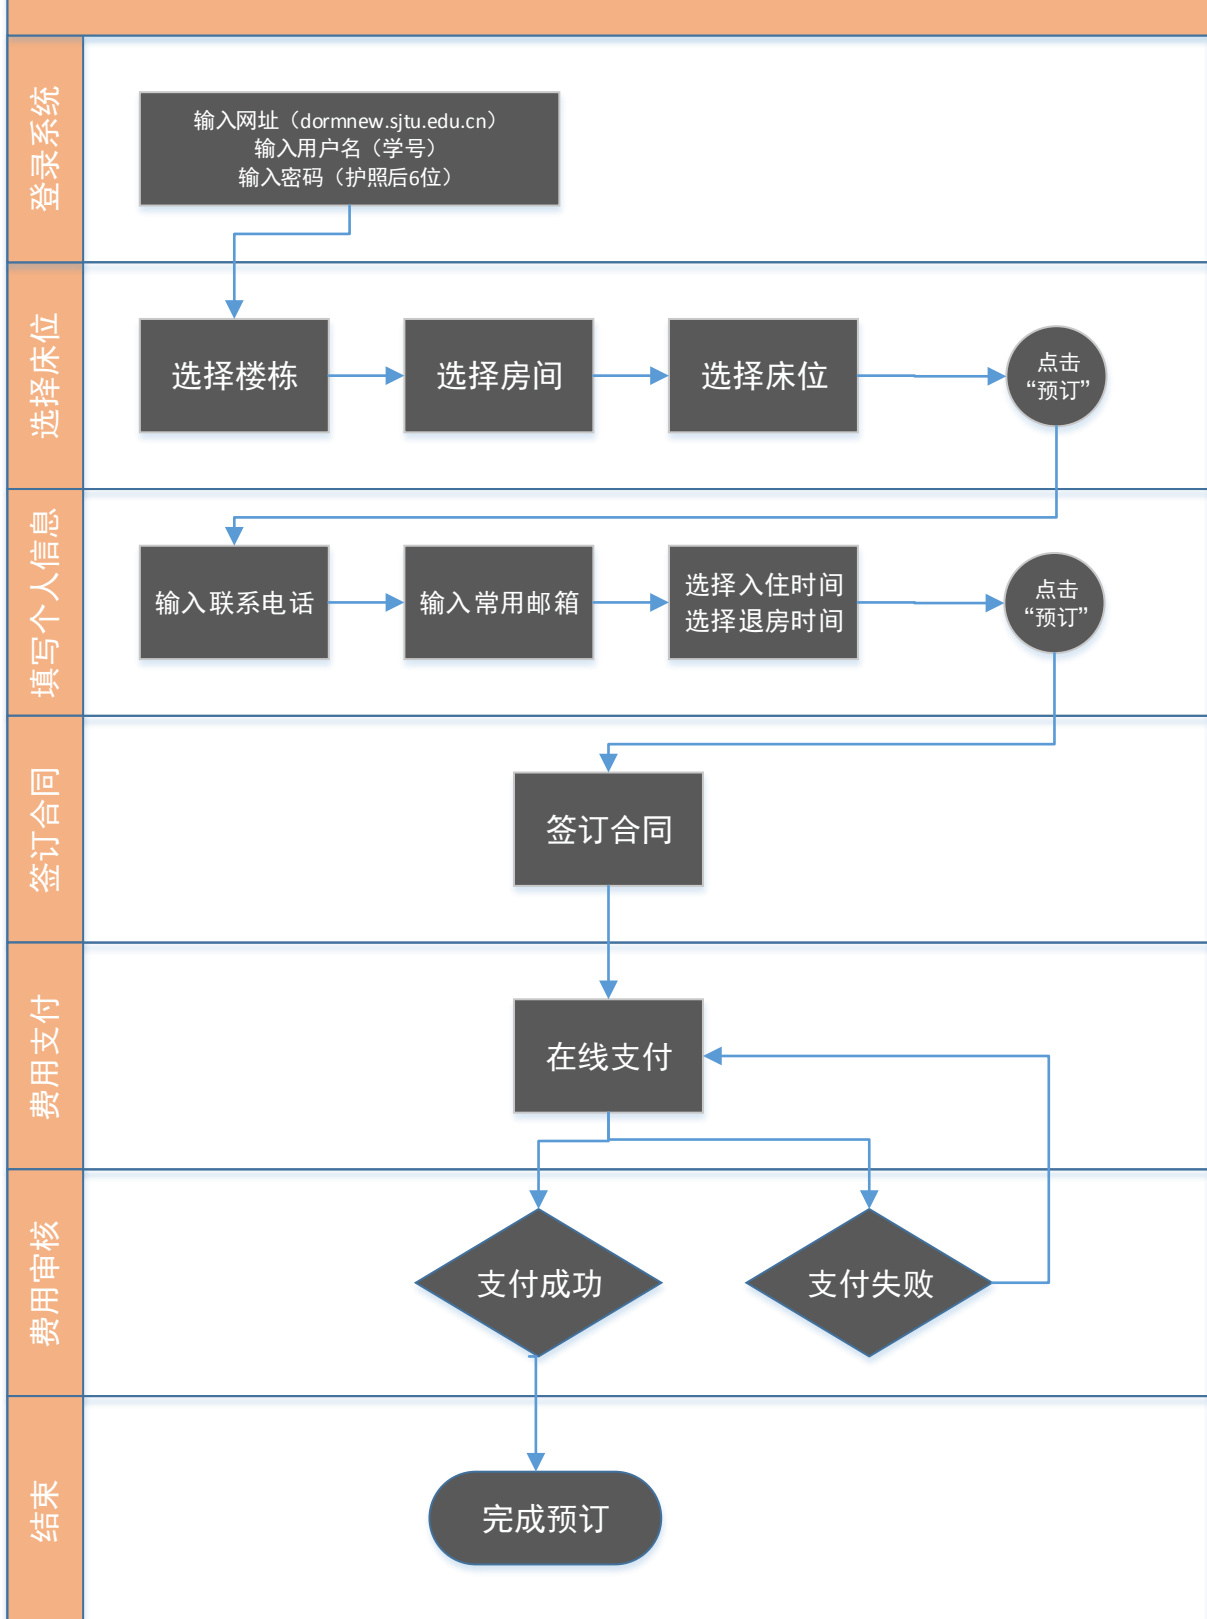 登录系统
输入网址（dormnew.sjtu.edu.cn）
输入用户名（学号）
输入密码（护照后6位）
选择床位
选择楼栋
选择房间
选择床位
点击
“预订”
填写个人信息
输入联系电话
输入常用邮箱
选择入住时间
选择退房时间
点击
“预订”
签订合同
签订合同
费用支付
在线支付
费用审核
支付成功
支付失败
结束
完成预订